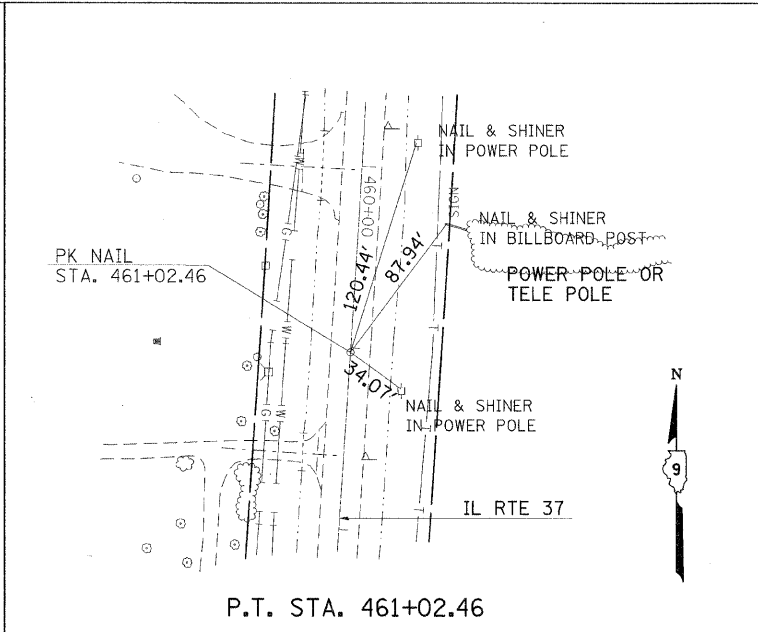 NAIL & SHINER
IN POWER POLE
460+00
SIGN
NAIL & SHINER
IN BILLBOARD POST
POWER POLE OR
TELE POLE
PK NAIL
STA. 461+02.46
120.44'
87.94'
34.07'
NAIL & SHINER
IN POWER POLE
N
9
IL RTE 37
W
G
W
W
G
T
T
T
T
P.T. STA. 461+02.46